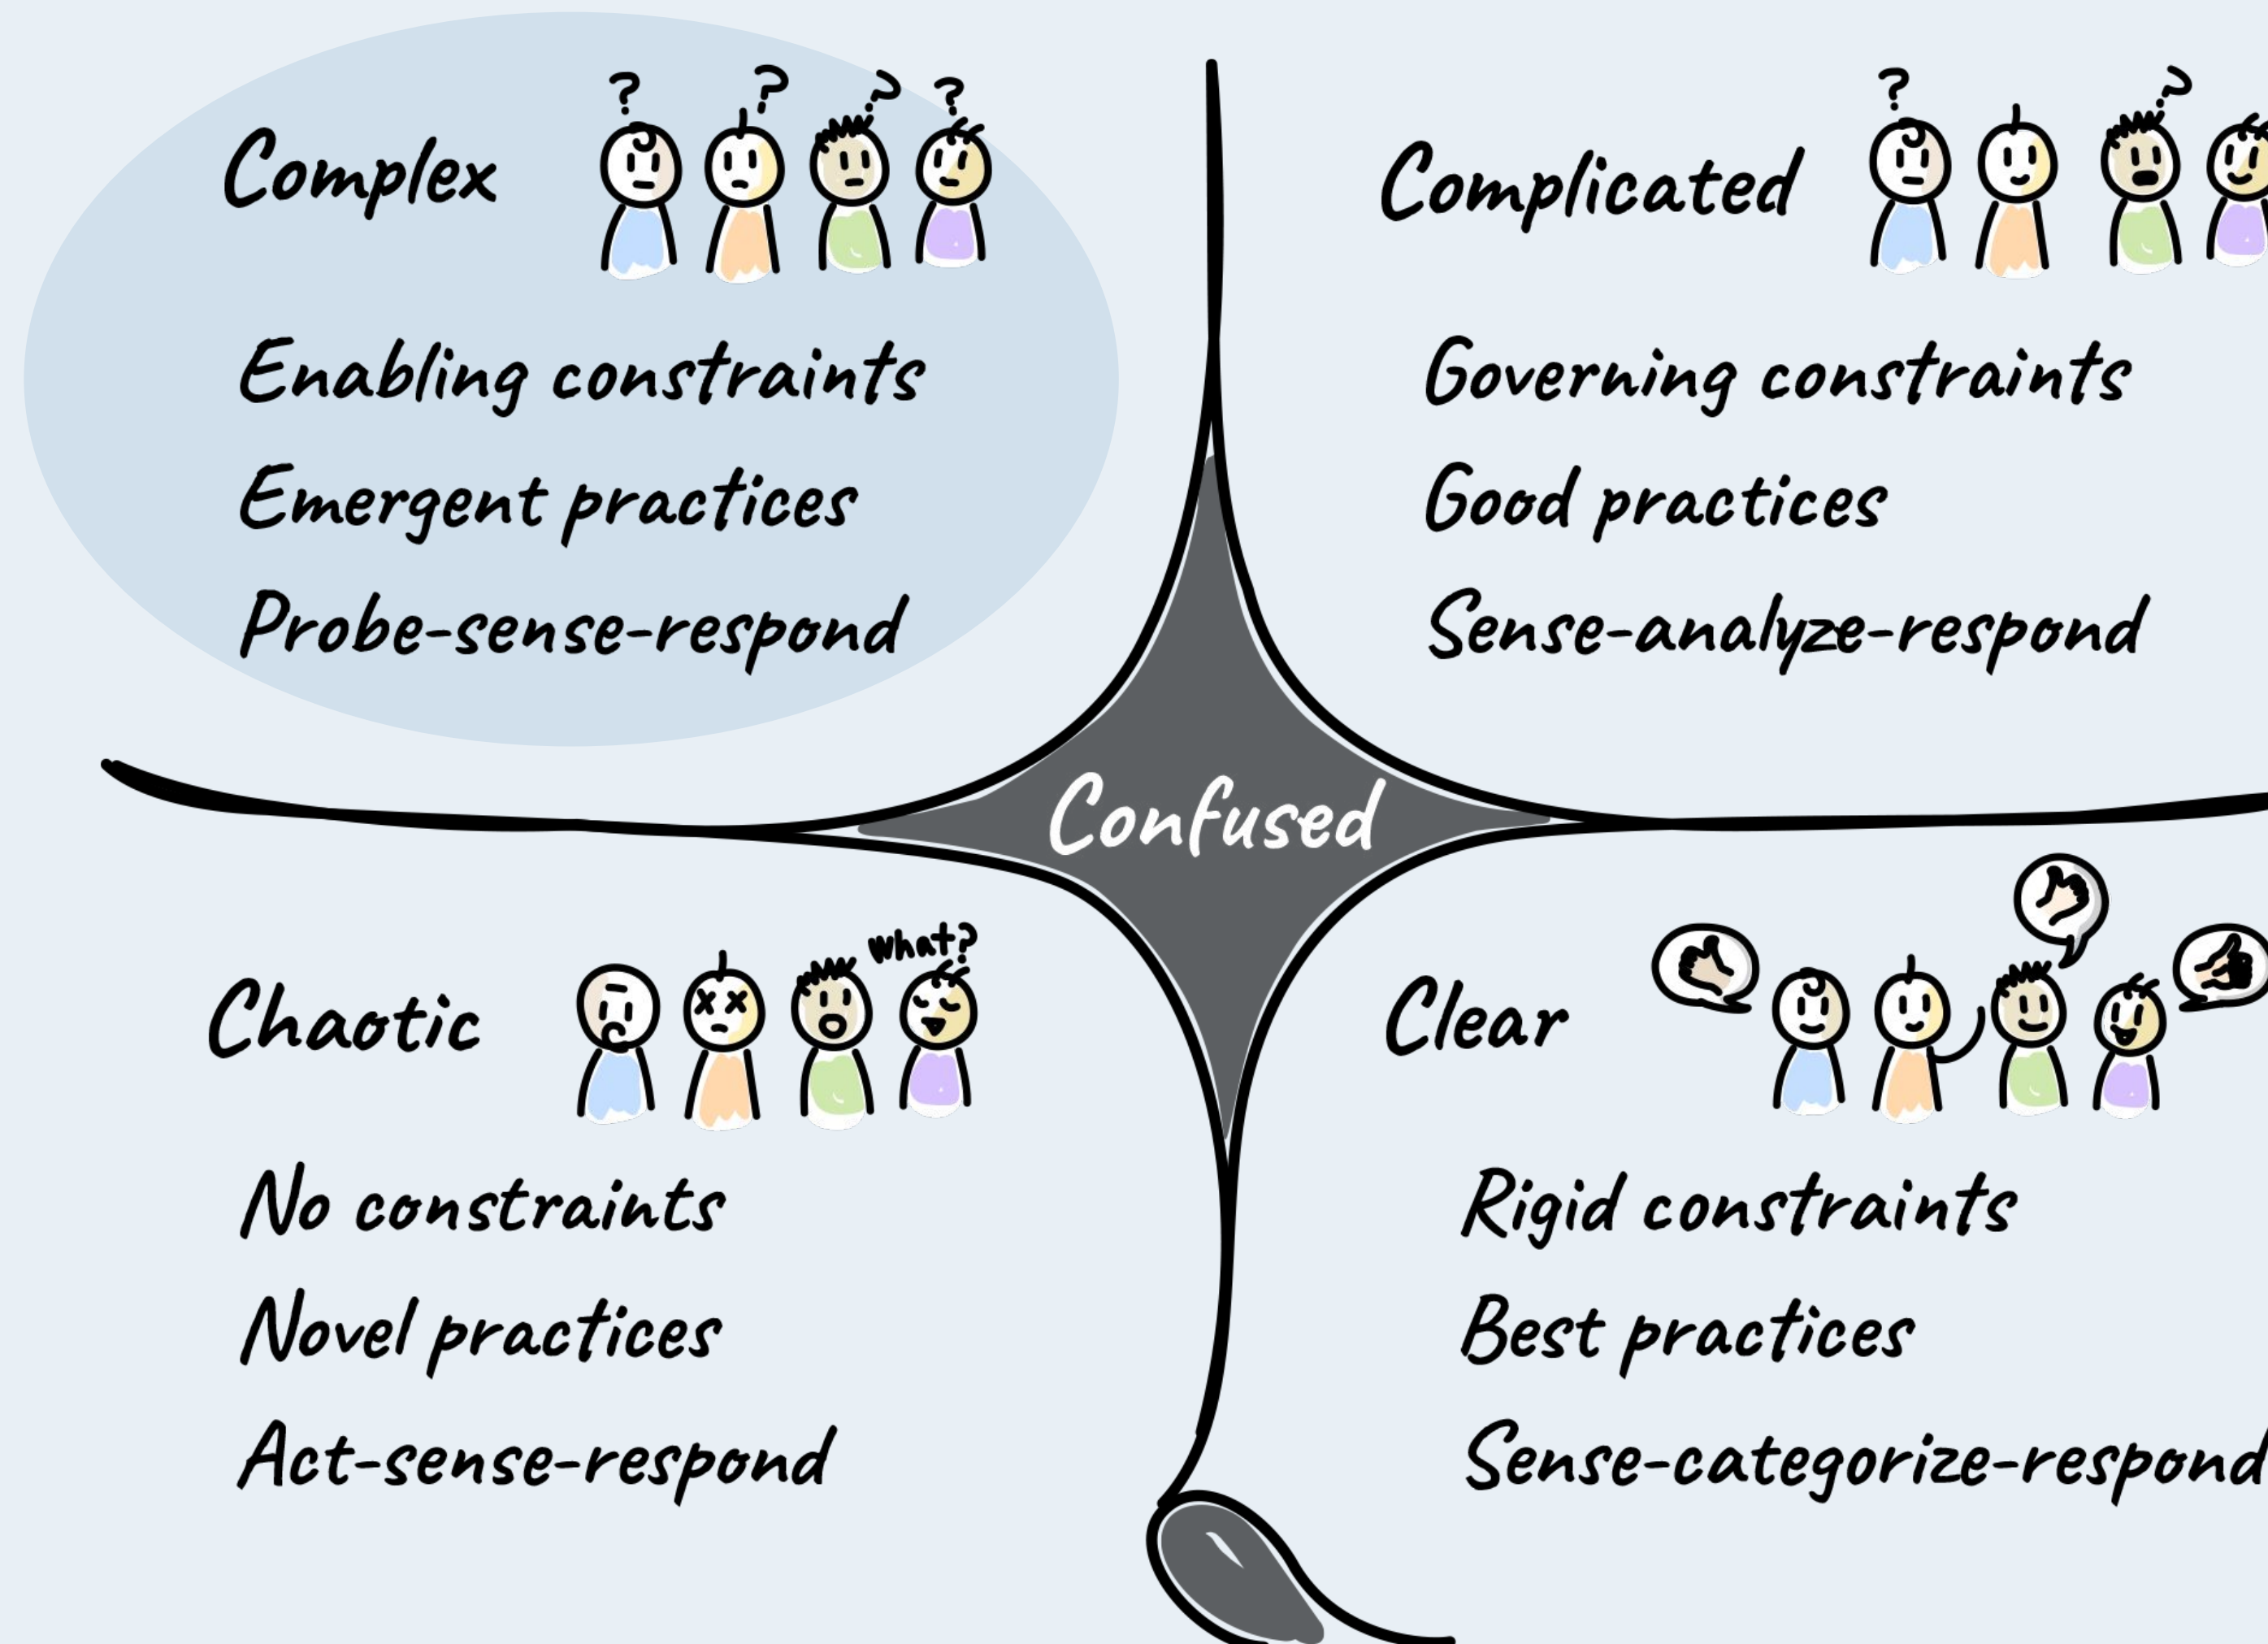 ? ? ? ?
Complex
Enabling constraints
Emergent practices
Probe-sense-respond
? ?
Complicated
Governing constraints
Good practices
Sense-analyze-respond
Confused
what?
Chaotic
No constraints
Novel practices
Act-sense-respond
Clear
Rigid constraints
Best practices
Sense-categorize-respond